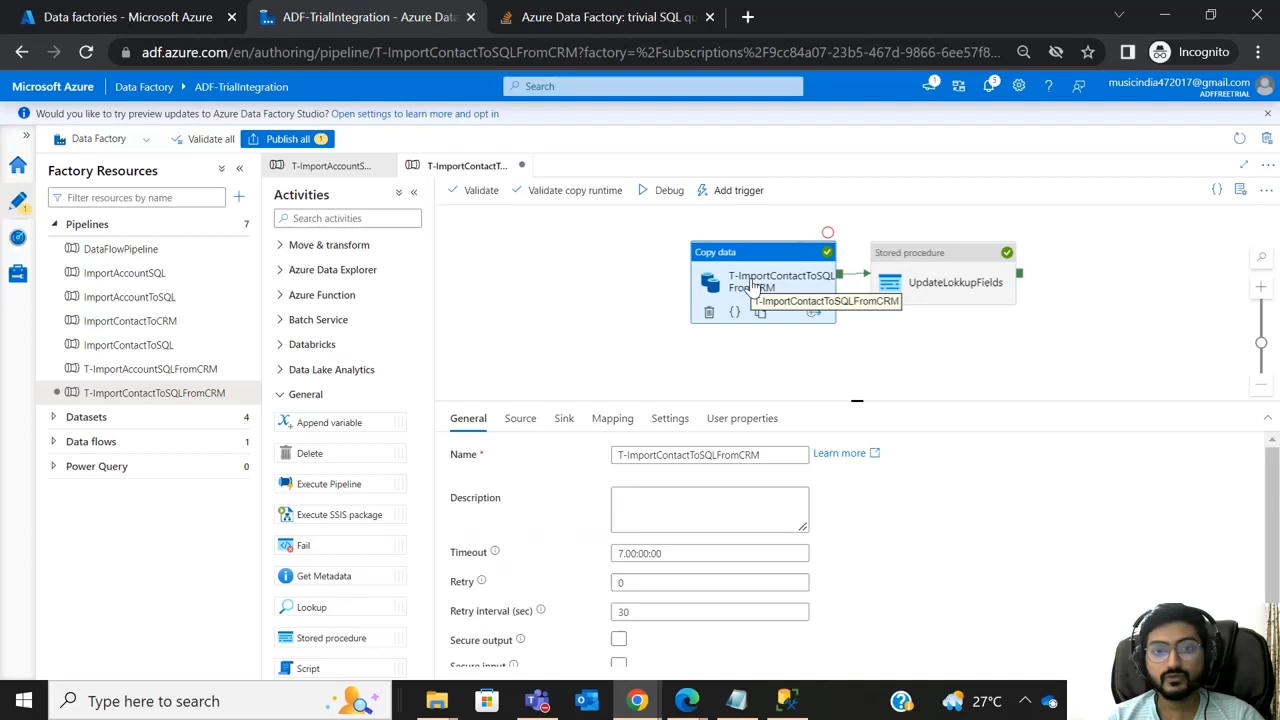 Data factories - Microsoft Azure
ADF-TrialIntegration - Azure Data
Azure Data Factory: trivial SQL qu
adf.azure.com/en/authoring/pipeline/T-ImportContactToSQLFromCRM?factory=%2Fsubscriptions%2F9cc84a07-23b5-467d-9866-6ee57f8...
Incognito
Microsoft Azure
Data Factory
ADF-TrialIntegration
Search
1
5
musicindia472017@gmail.com
ADFFREETRIAL
Would you like to try preview updates to Azure Data Factory Studio? Open settings to learn more and opt in
Data Factory
Validate all
Publish all
1
Factory Resources
Filter resources by name
Pipelines
7
DataFlowPipeline
ImportAccountSQL
ImportAccountToSQL
ImportContactToCRM
ImportContactToSQL
T-ImportAccountSQLFromCRM
T-ImportContactToSQLFromCRM
Datasets
4
Data flows
1
Power Query
0
T-ImportAccountS...
T-ImportContactT...
Activities
Search activities
Move & transform
Azure Data Explorer
Azure Function
Batch Service
Databricks
Data Lake Analytics
General
Append variable
Delete
Execute Pipeline
Execute SSIS package
Fail
Get Metadata
Lookup
Stored procedure
Script
Validate
Validate copy runtime
Debug
Add trigger
Copy data
T-ImportContactToSQL
FromCRM
T-ImportContactToSQLFromCRM
Stored procedure
UpdateLokkupFields
General
Source
Sink
Mapping
Settings
User properties
Name *
T-ImportContactToSQLFromCRM
Learn more
Description
Timeout
7.00:00:00
Retry
0
Retry interval (sec)
30
Secure output
Secure input
Type here to search
27°C